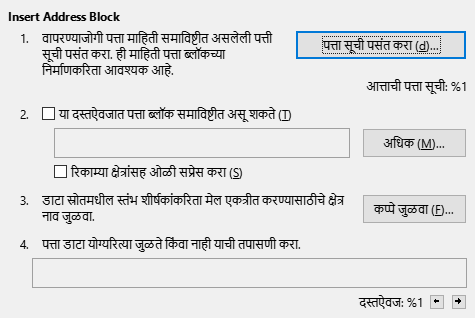 Insert Address Block
1. वापरण्याजोगी पत्ता माहिती समाविष्टीत असलेली पत्ती
सूची पसंत करा. ही माहिती पत्ता ब्लॉकच्या
निर्माणकरिता आवश्यक आहे.
पत्ता सूची पसंत करा (d)...
आत्ताची पत्ता सूची: %1
2. या दस्तऐवजात पत्ता ब्लॉक समाविष्टीत असू शकते (T)
अधिक (M)...
रिकाम्या क्षेत्रांसह ओळी सप्रेस करा (S)
3. डाटा स्रोतमधील स्तंभ शीर्षकांकरिता मेल एकत्रीत करण्यासाठीचे क्षेत्र
नाव जुळवा.
कप्पे जुळवा (F)...
4. पत्ता डाटा योग्यरित्या जुळते किंवा नाही याची तपासणी करा.
दस्तऐवज: %1